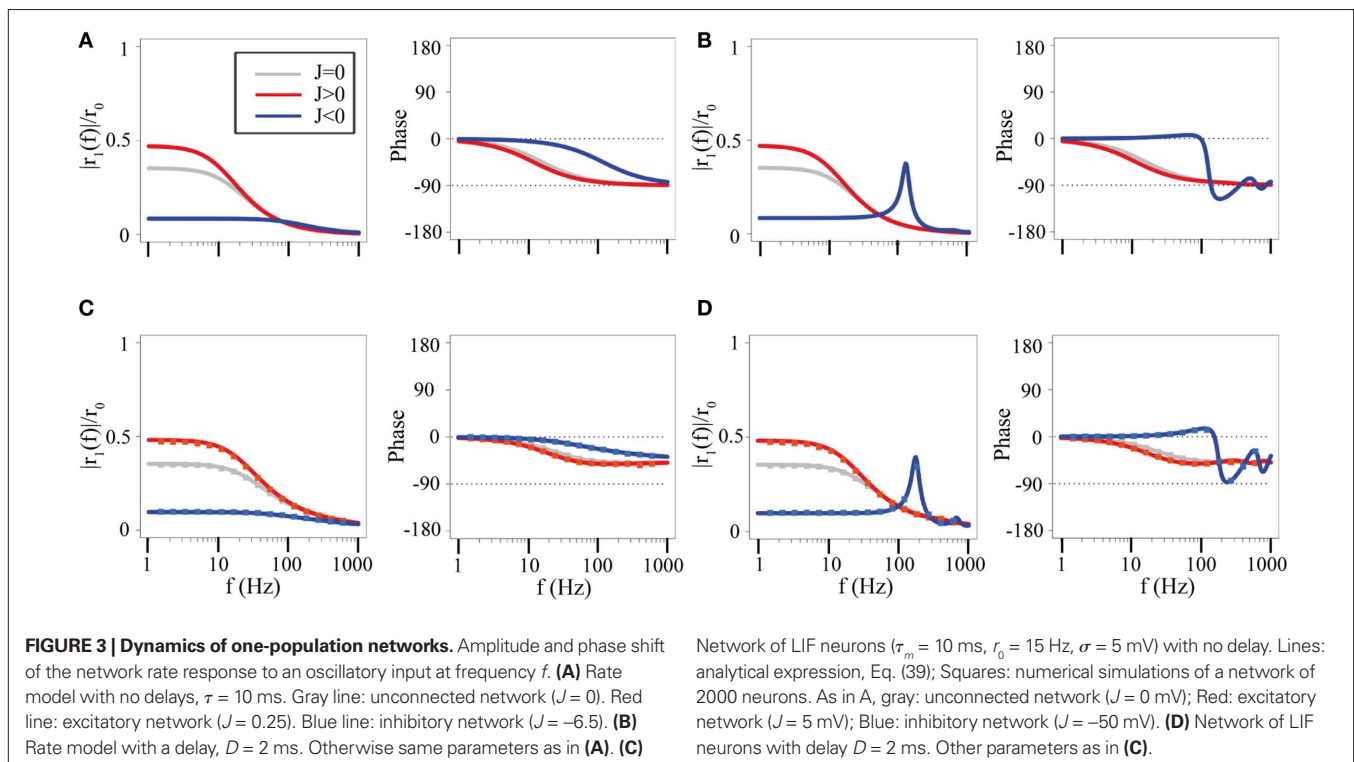 A
1
0.5
0
|r₁(f)|/r₀
J=0
J>0
J<0
180
90
0
-90
-180
Phase
B
1
0.5
0
|r₁(f)|/r₀
180
90
0
-90
-180
Phase
C
1
0.5
0
|r₁(f)|/r₀
1 10 100 1000
f (Hz)
180
90
0
-90
-180
Phase
1 10 100 1000
f (Hz)
D
1
0.5
0
|r₁(f)|/r₀
1 10 100 1000
f (Hz)
180
90
0
-90
-180
Phase
1 10 100 1000
f (Hz)
FIGURE 3 | Dynamics of one-population networks. Amplitude and phase shift
of the network rate response to an oscillatory input at frequency f. (A) Rate
model with no delays, τ = 10 ms. Gray line: unconnected network (J = 0). Red
line: excitatory network (J = 0.25). Blue line: inhibitory network (J = –6.5). (B)
Rate model with a delay, D = 2 ms. Otherwise same parameters as in (A). (C)
Network of LIF neurons (τₘ = 10 ms, r₀ = 15 Hz, σ = 5 mV) with no delay. Lines:
analytical expression, Eq. (39); Squares: numerical simulations of a network of
2000 neurons. As in A, gray: unconnected network (J = 0 mV); Red: excitatory
network (J = 5 mV); Blue: inhibitory network (J = –50 mV). (D) Network of LIF
neurons with delay D = 2 ms. Other parameters as in (C).